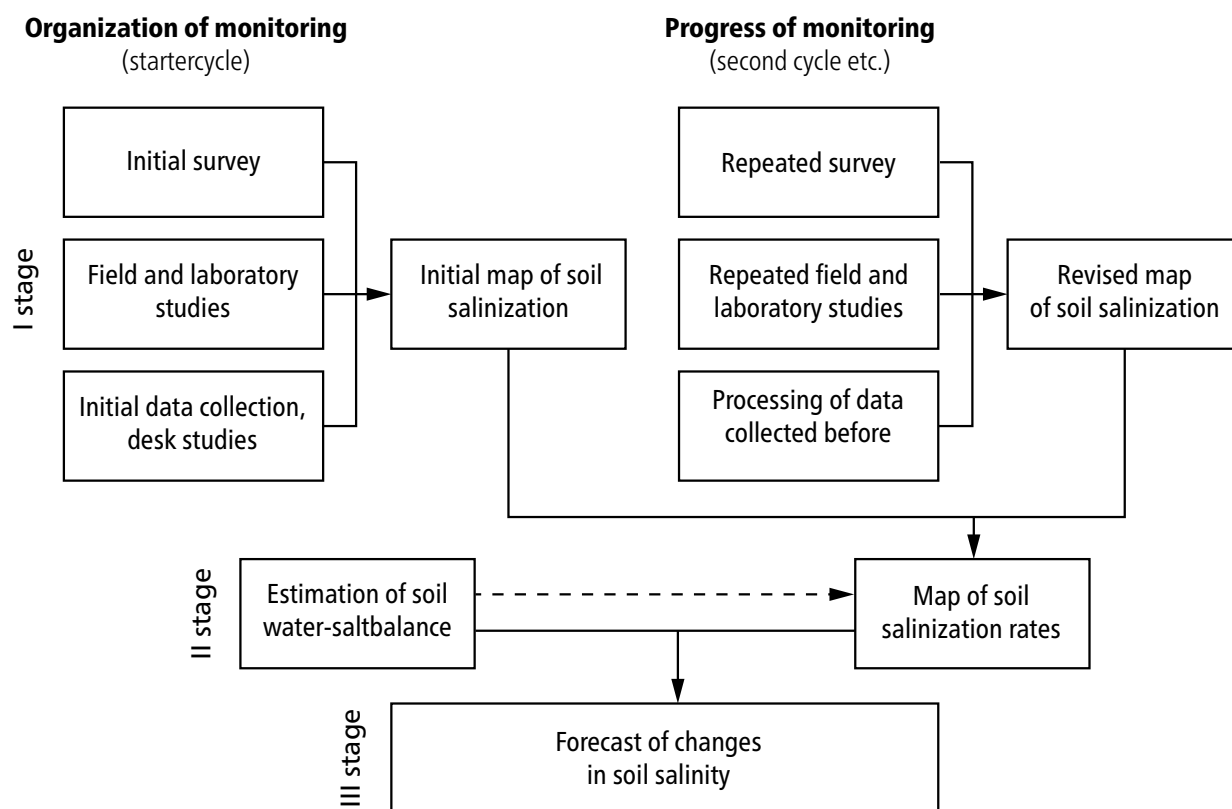 Organization of monitoring
(startercycle)
Progress of monitoring
(second cycle etc.)
I stage
Initial survey
Field and laboratory
studies
Initial data collection,
desk studies
Initial map of soil
salinization
Repeated survey
Repeated field and
laboratory studies
Processing of data
collected before
Revised map
of soil salinization
II stage
Estimation of soil
water-saltbalance
Map of soil
salinization rates
III stage
Forecast of changes
in soil salinity